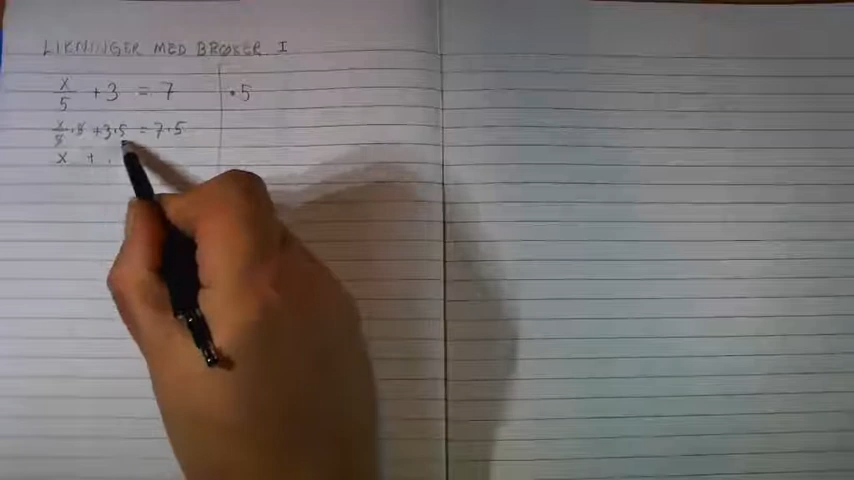 LIKNINGER MED BRØKER I
x/5 + 3 = 7 | · 5
x/5 · 5 + 3 · 5 = 7 · 5
x +